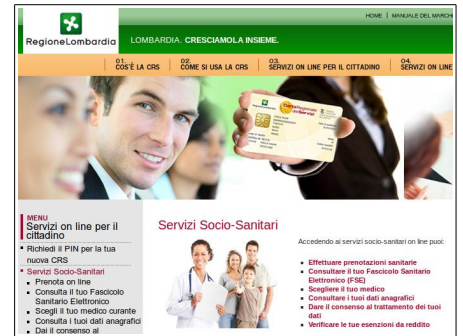 HOME | MANUALE DEL MARCHI
RegioneLombardia
LOMBARDIA. CRESCIAMOLA INSIEME.
01. COS'È LA CRS
02. COME SI USA LA CRS
03. SERVIZI ON LINE PER IL CITTADINO
04. SERVIZI ON LINE
CartaRegionale dei Servizi
MENU
Servizi on line per il
cittadino
Richiedi il PIN per la tua
nuova CRS
Servizi Socio-Sanitari
Prenota on line
Consulta il tuo Fascicolo
Sanitario Elettronico
Scegli il tuo medico curante
Consulta i tuoi dati anagrafici
Dai il consenso al
Servizi Socio-Sanitari
Accedendo ai servizi socio-sanitari on line puoi:
Effettuare prenotazioni sanitarie
Consultare il tuo Fascicolo Sanitario
Elettronico (FSE)
Scegliere il tuo medico
Consultare i tuoi dati anagrafici
Dare il consenso al trattamento dei tuoi
dati
Verificare le tue esenzioni da reddito